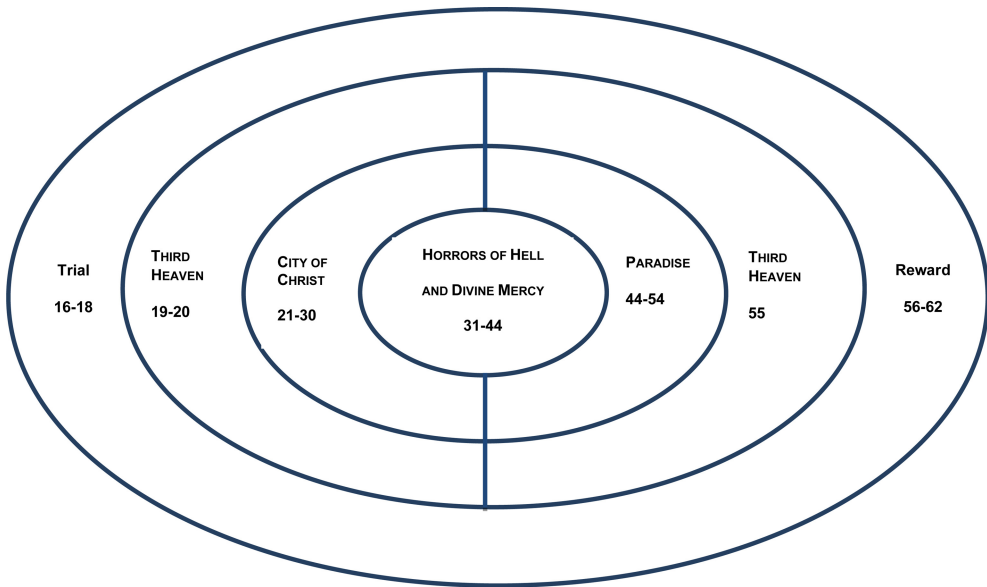 Trial
16-18
THIRD
HEAVEN
19-20
CITY OF
CHRIST
21-30
HORRORS OF HELL
AND DIVINE MERCY
31-44
PARADISE
44-54
THIRD
HEAVEN
55
Reward
56-62